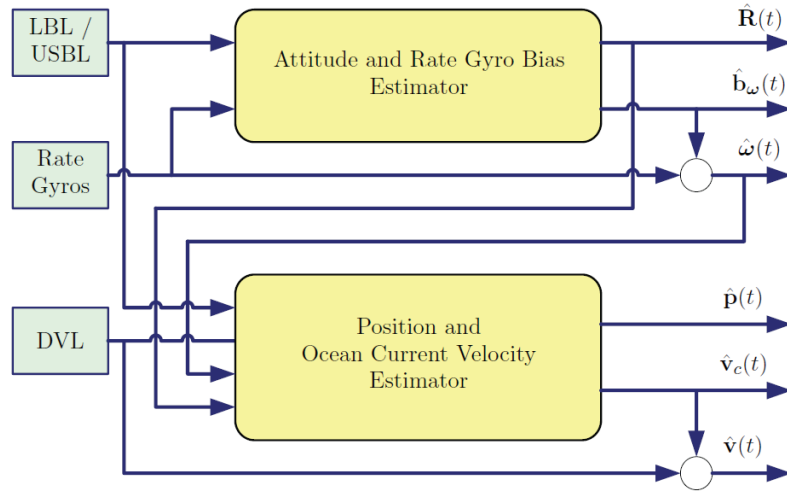 LBL /
USBL
Attitude and Rate Gyro Bias
Estimator
R̂(t)
b̂_ω(t)
Rate
Gyros
ω̂(t)
DVL
Position and
Ocean Current Velocity
Estimator
p̂(t)
v̂_c(t)
v̂(t)